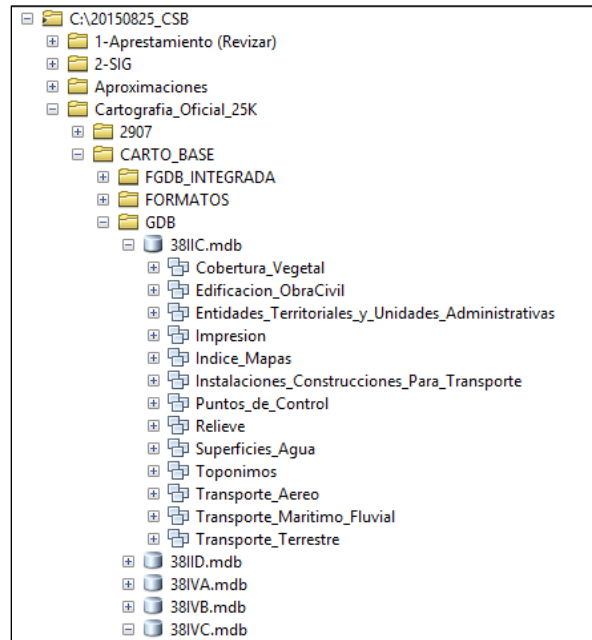 C:\20150825_CSB
1-Aprestamiento (Revizar)
2-SIG
Aproximaciones
Cartografia_Oficial_25K
2907
CARTO_BASE
FGDB_INTEGRADA
FORMATOS
GDB
38IIC.mdb
Cobertura_Vegetal
Edificacion_ObraCivil
Entidades_Territoriales_y_Unidades_Administrativas
Impresion
Indice_Mapas
Instalaciones_Construcciones_Para_Transporte
Puntos_de_Control
Relieve
Superficies_Agua
Toponimos
Transporte_Aereo
Transporte_Maritimo_Fluvial
Transporte_Terrestre
38IID.mdb
38IVA.mdb
38IVB.mdb
38IVC.mdb